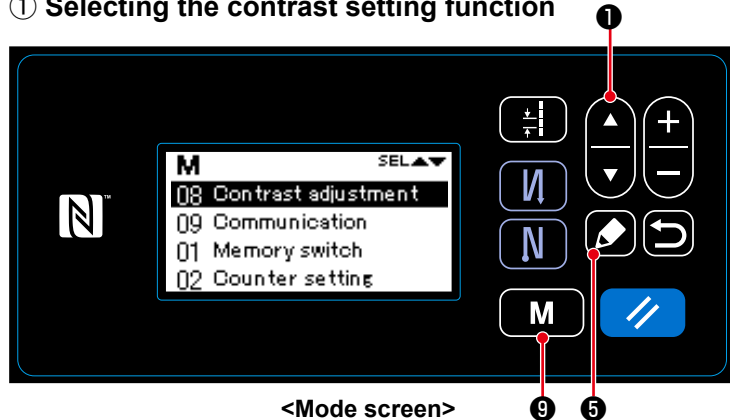 ① Selecting the contrast setting function
❶
M SEL▲▼
08 Contrast adjustment
09 Communication
01 Memory switch
02 Counter setting
N™
M
<Mode screen>
❾ ❺